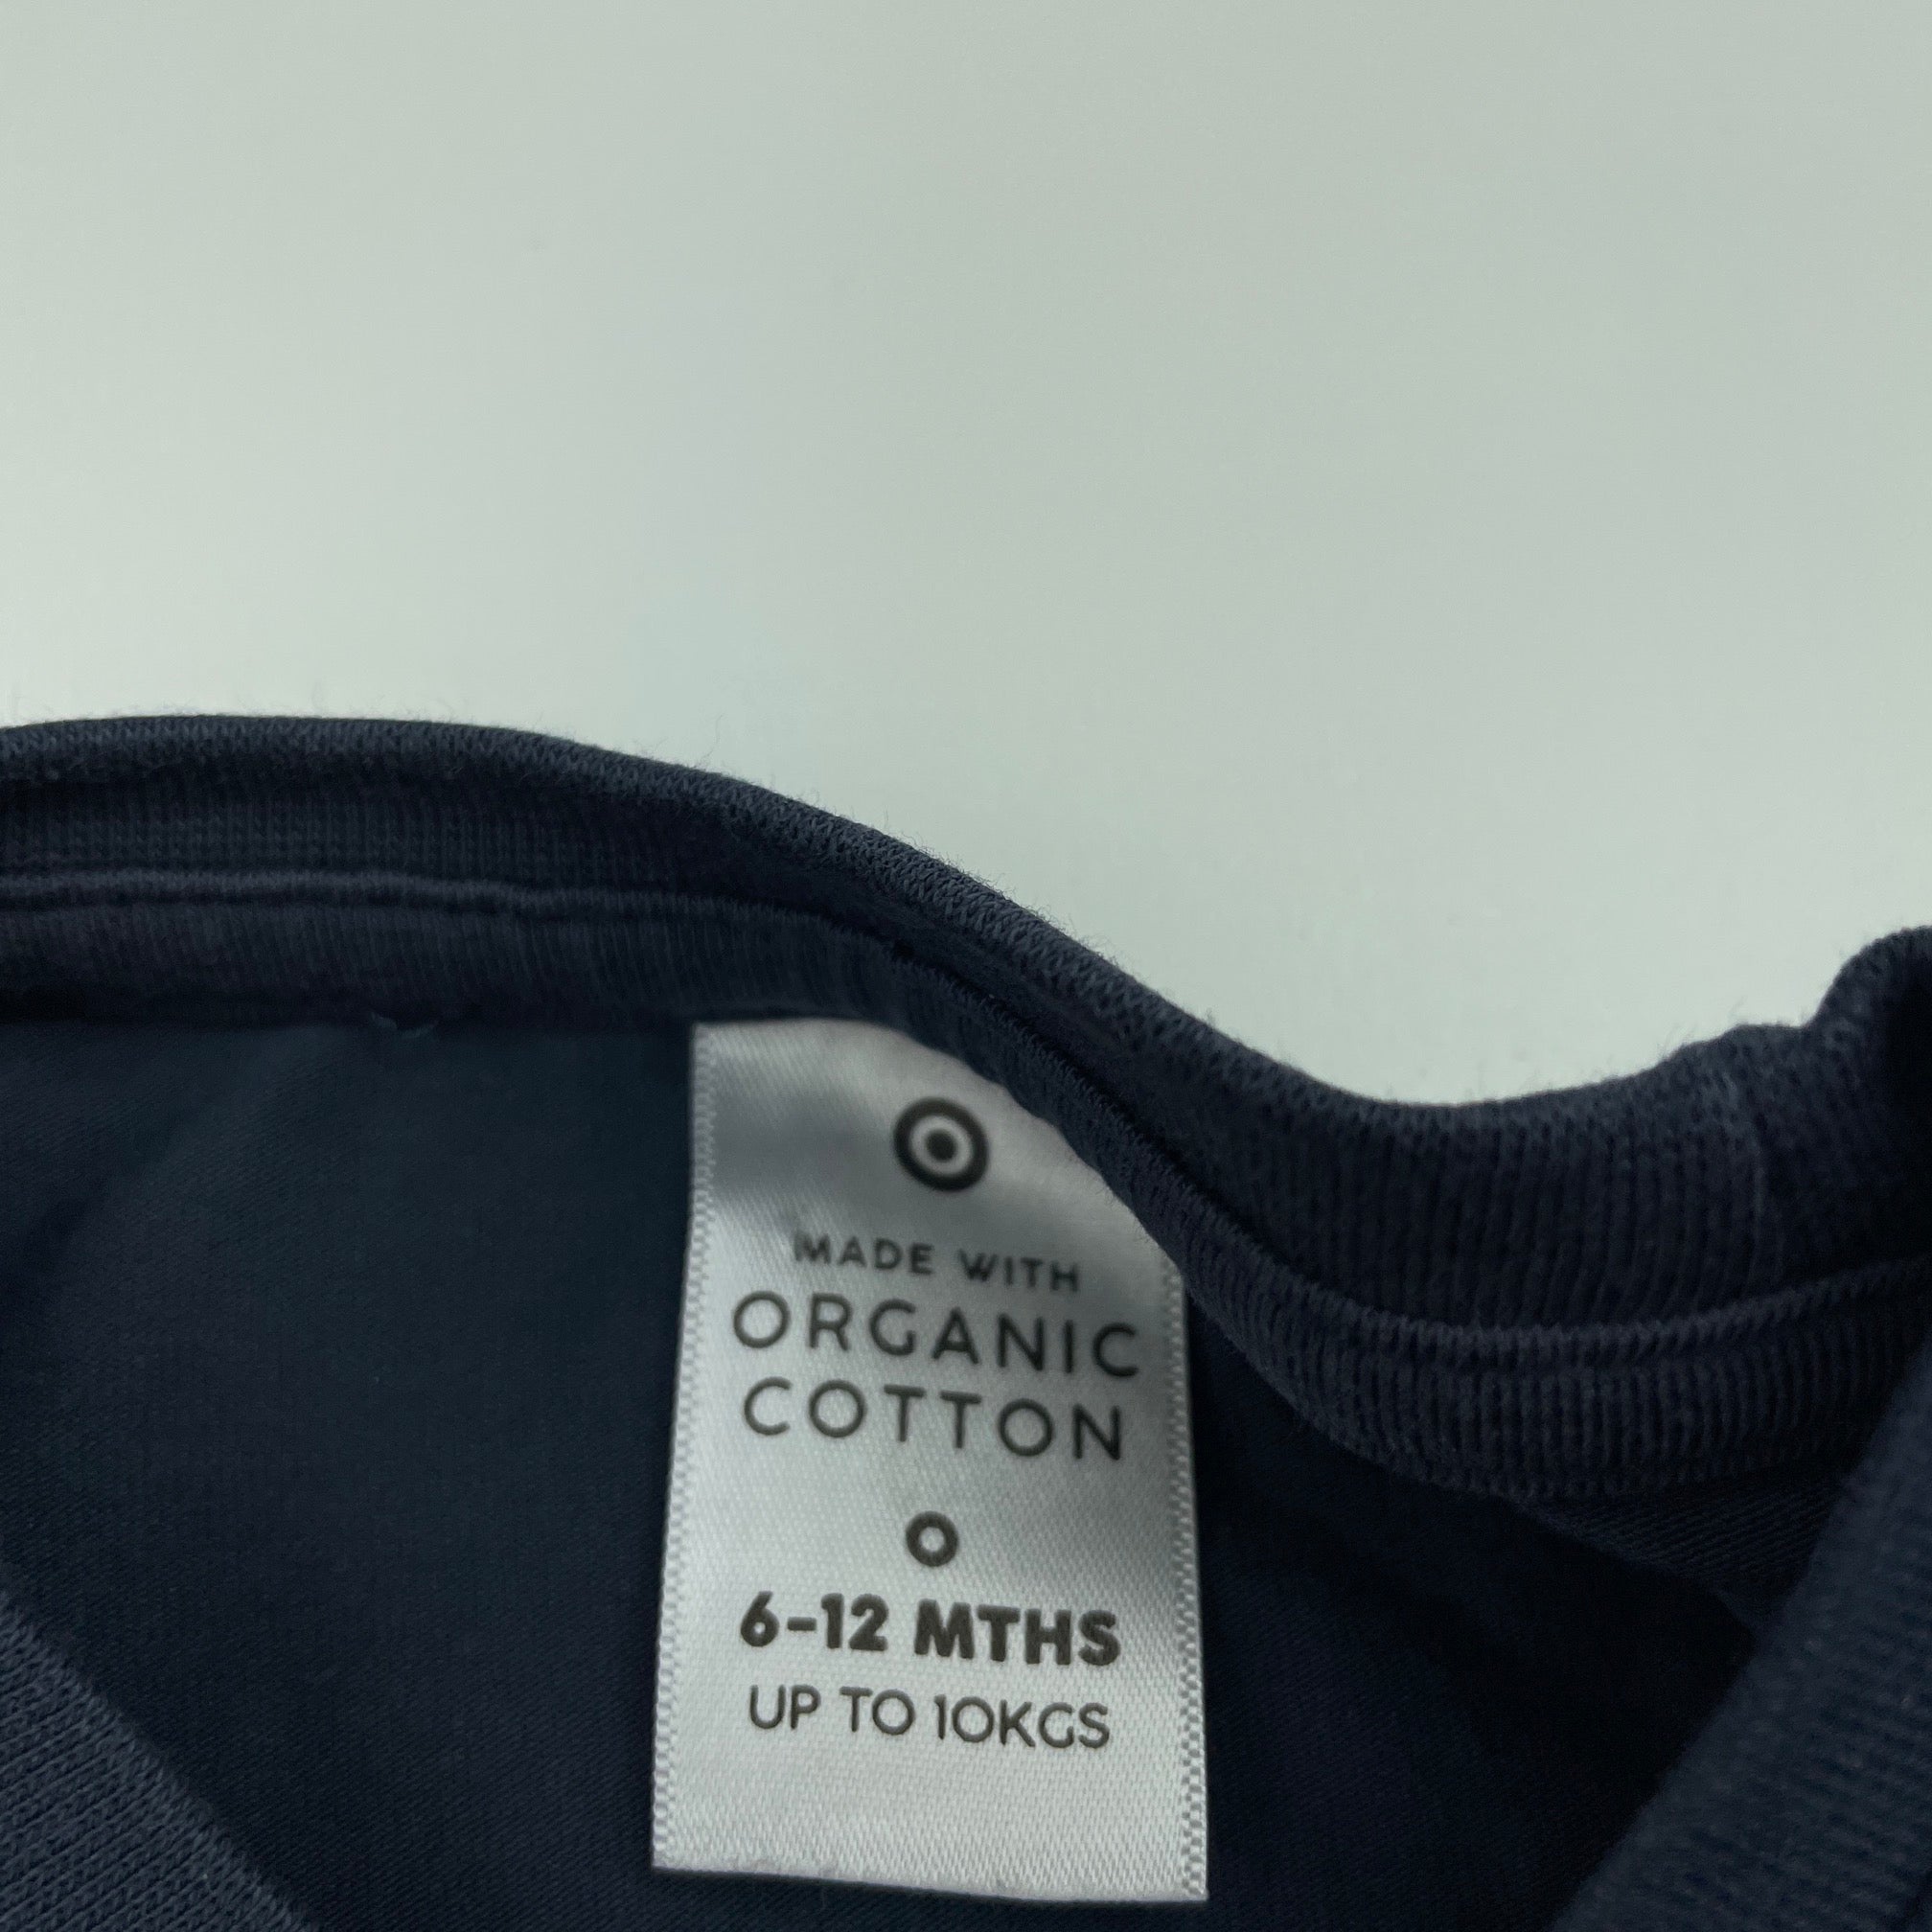 MADE WITH
ORGANIC
COTTON
0
6-12 MTHS
UP TO 10KGS